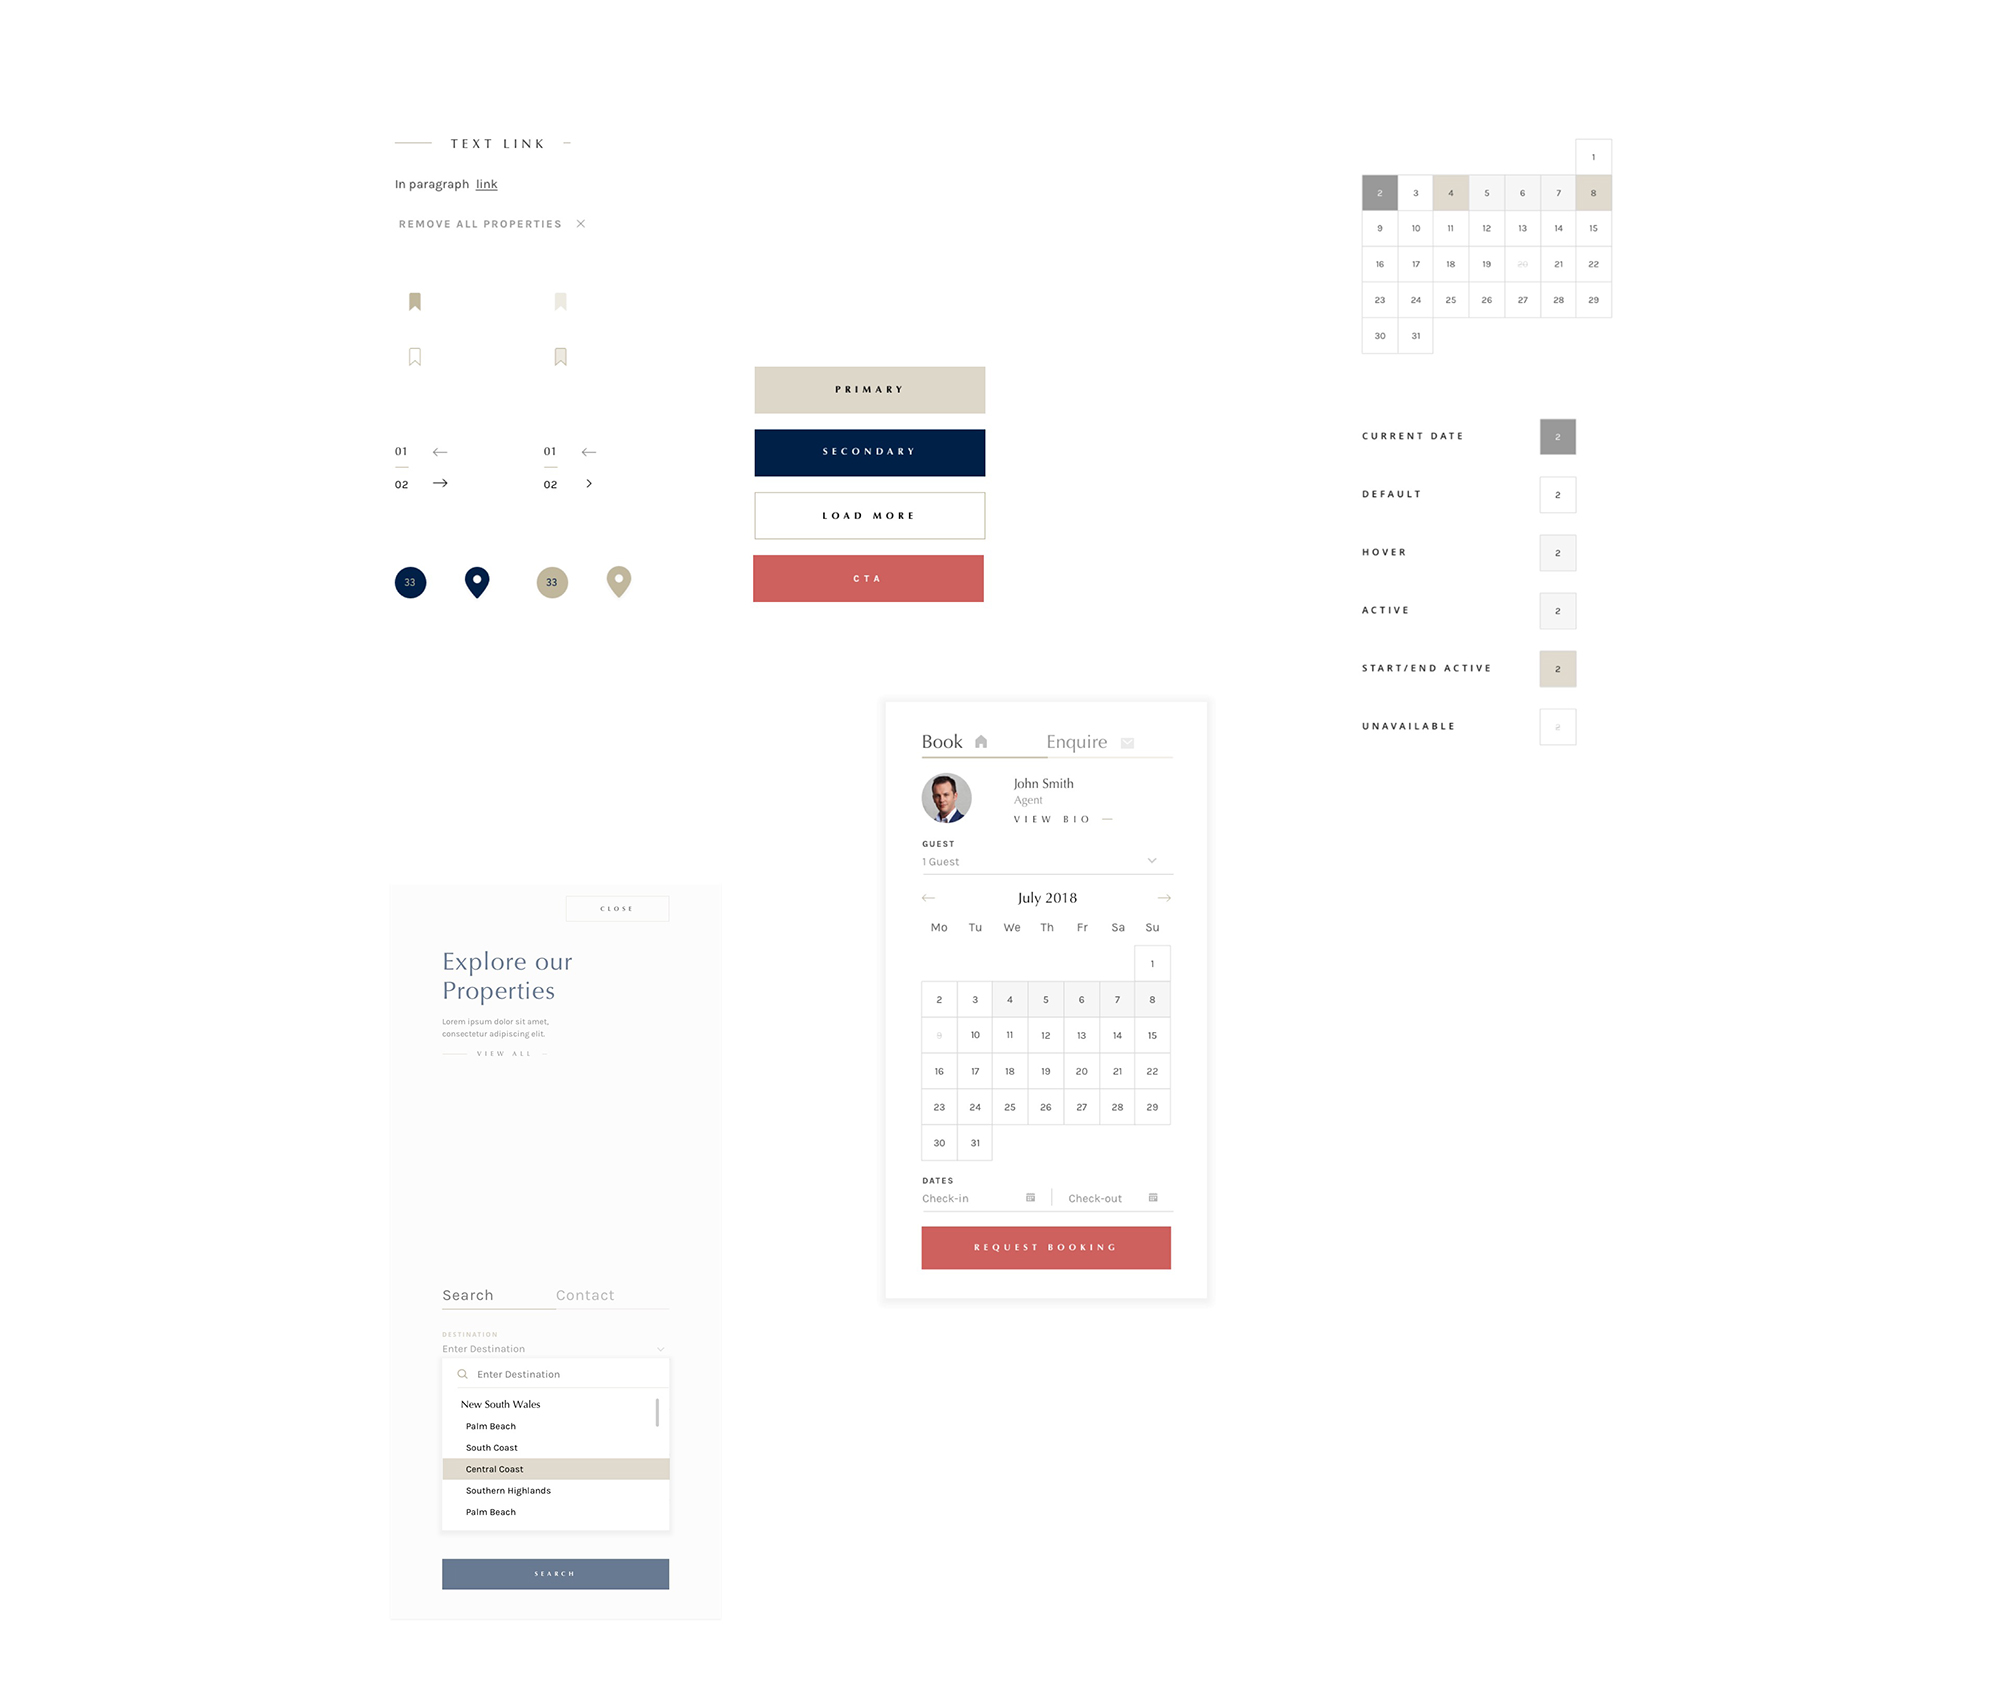 TEXT LINK
In paragraph link
REMOVE ALL PROPERTIES
01
02
01
02
33
33
PRIMARY
SECONDARY
LOAD MORE
CTA
1
2 3 4 5 6 7 8
9 10 11 12 13 14 15
16 17 18 19 20 21 22
23 24 25 26 27 28 29
30 31
CURRENT DATE 2
DEFAULT 2
HOVER 2
ACTIVE 2
START/END ACTIVE 2
UNAVAILABLE 2
Book Enquire
John Smith
Agent
VIEW BIO
GUEST
1 Guest
July 2018
Mo Tu We Th Fr Sa Su
1
2 3 4 5 6 7 8
9 10 11 12 13 14 15
16 17 18 19 20 21 22
23 24 25 26 27 28 29
30 31
DATES
Check-in Check-out
REQUEST BOOKING
CLOSE
Explore our
Properties
Lorem ipsum dolor sit amet,
consectetur adipiscing elit.
VIEW ALL
Search Contact
DESTINATION
Enter Destination
Enter Destination
New South Wales
Palm Beach
South Coast
Central Coast
Southern Highlands
Palm Beach
SEARCH